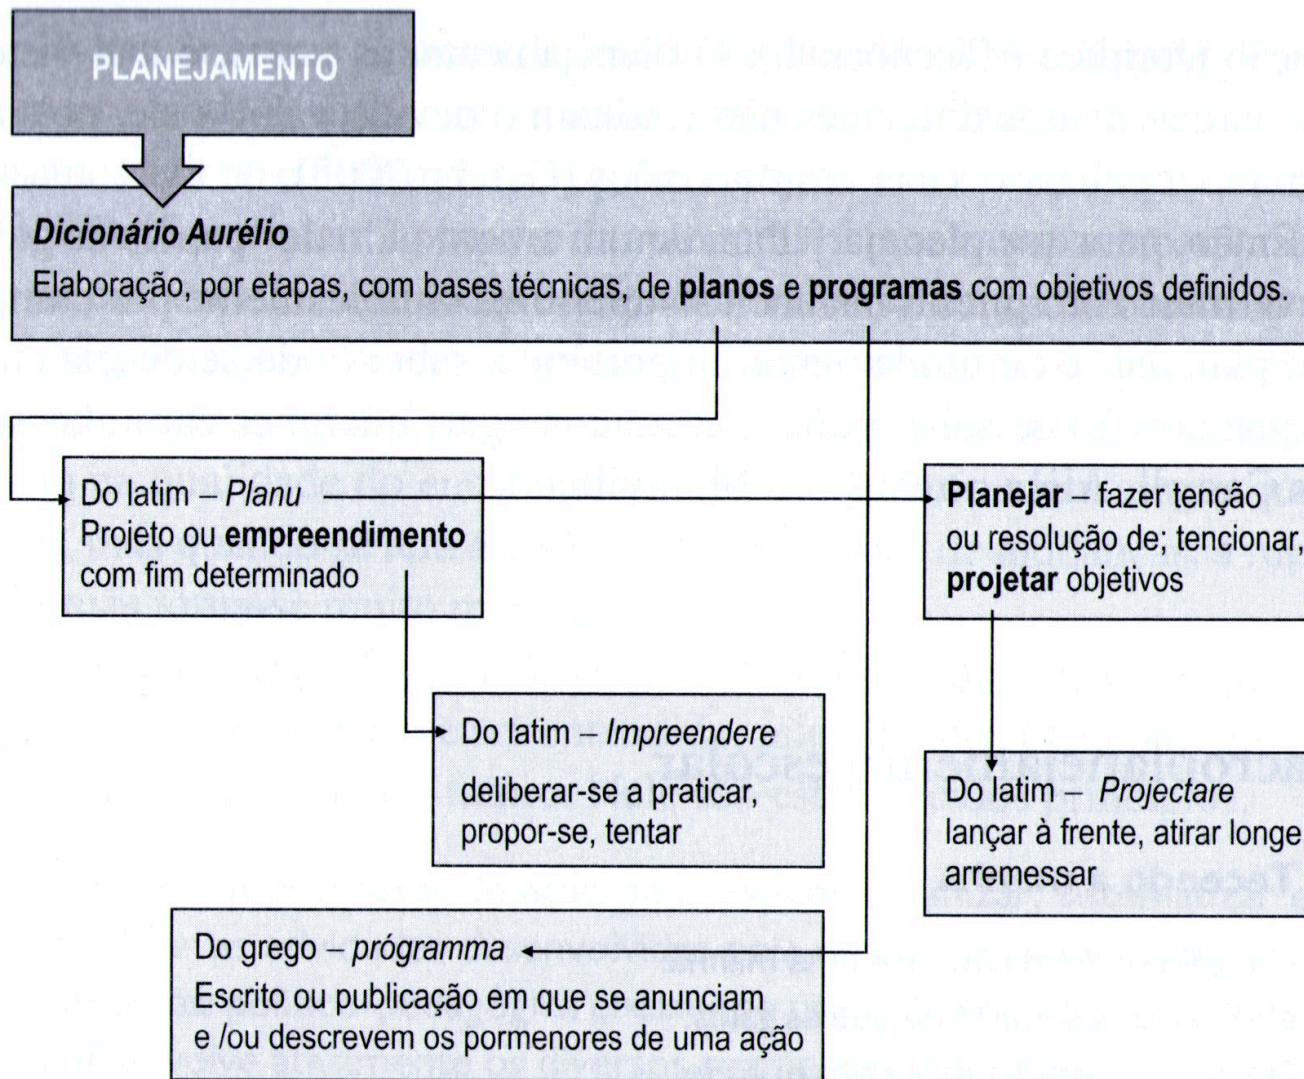 PLANEJAMENTO
Dicionário Aurélio
Elaboração, por etapas, com bases técnicas, de planos e programas com objetivos definidos.
Do latim – Planu
Projeto ou empreendimento
com fim determinado
Planejar – fazer tenção
ou resolução de; tencionar,
projetar objetivos
Do latim – Impreendere
deliberar-se a praticar,
propor-se, tentar
Do latim – Projectare
lançar à frente, atirar longe
arremessar
Do grego – prógramma
Escrito ou publicação em que se anunciam
e /ou descrevem os pormenores de uma ação